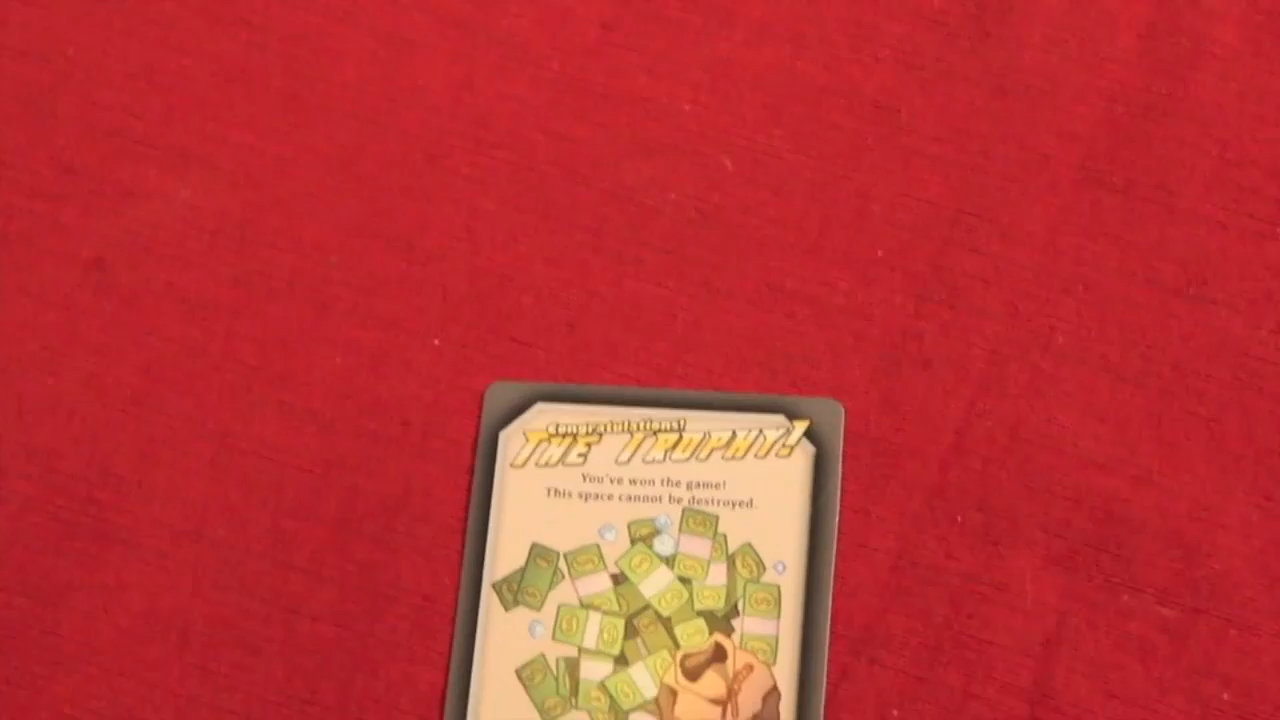 Congratulations!
THE TROPHY!
You've won the game!
This space cannot be destroyed.